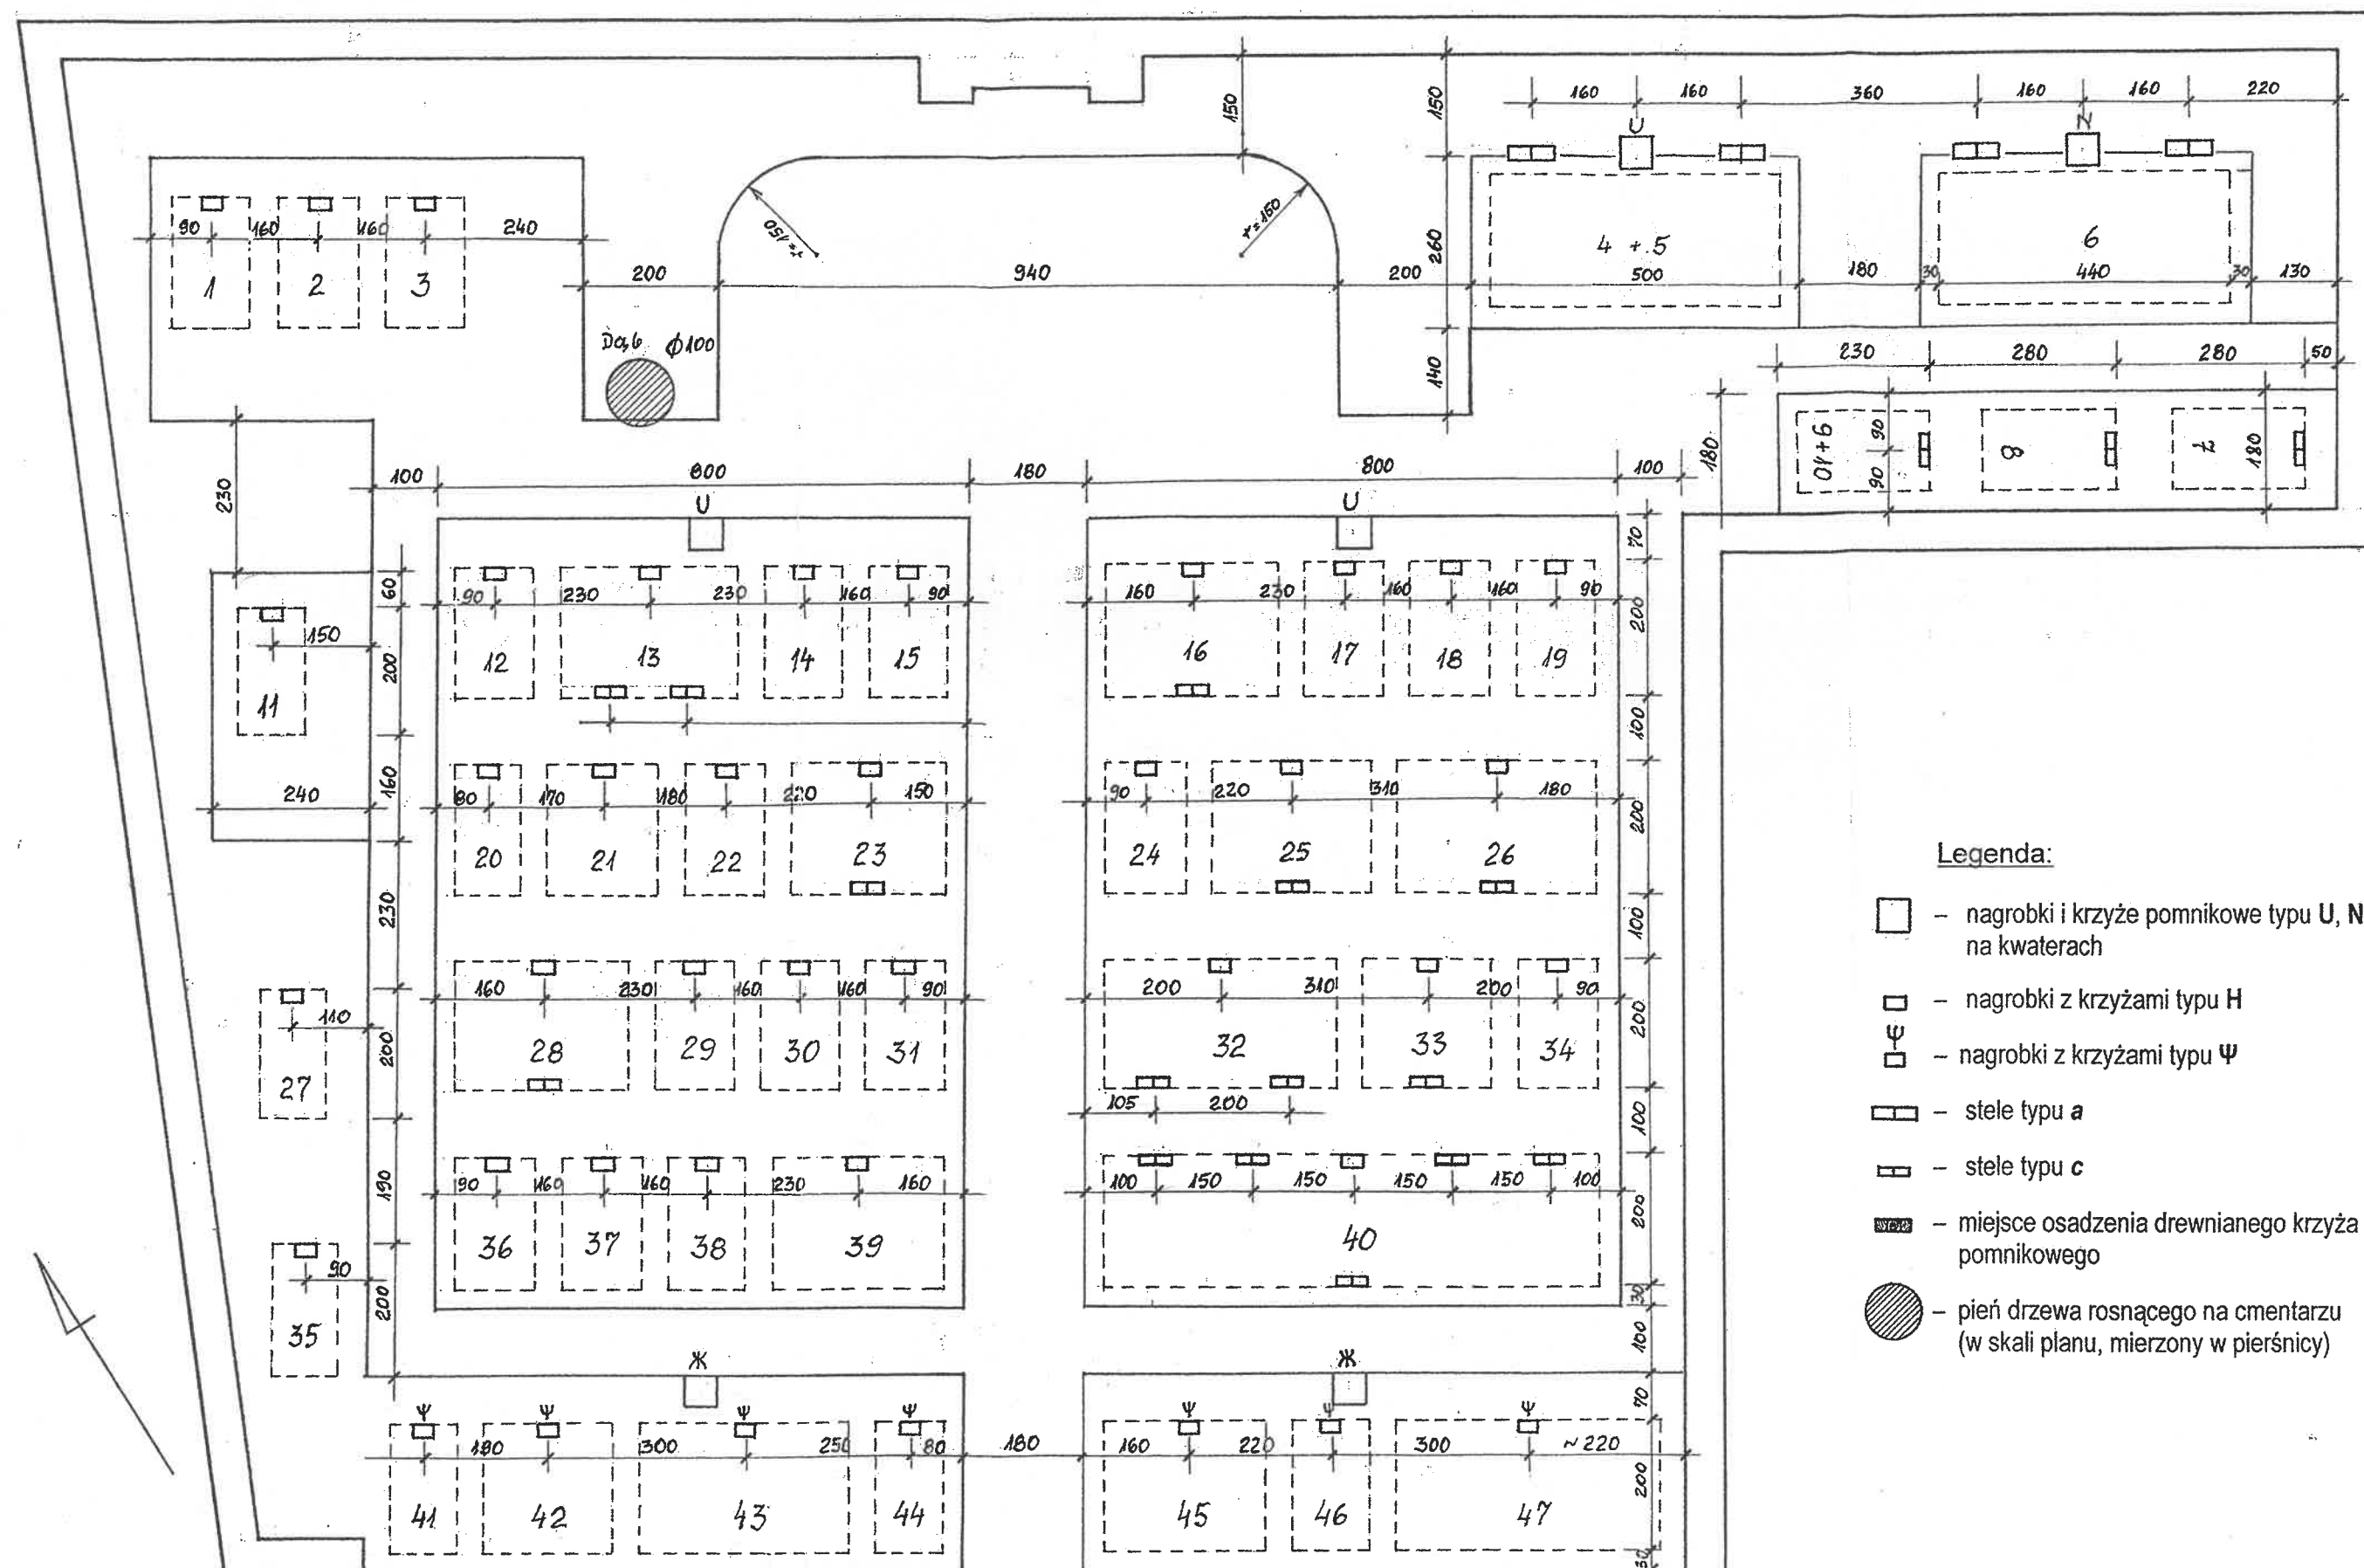 160 160 360 160 160 220
150 150
U N
90 160 160 240
1 2 3
r=150 r=150
260
4 + 5 6
200 940 200 500 180 30 440 30 130
Dąb ϕ100
140
230 280 280 50
180
9+10 90 90 8 7 180
230
100 800 180 800 100
U U
70
60
90 230 230 160 90
160 230 160 160 90
200
150
12 13 14 15 16 17 18 19
200
11
100
80 170 180 220 150
90 220 310 180
160
240
200
20 21 22 23 24 25 26
230
100
160 230 160 160 90
200 310 200 90
110
200
28 29 30 31 32 33 34
200
27
105 200
100
90 160 160 230 160
100 150 150 150 150 100
190
200
36 37 38 39 40
90
200
35
30
100
Ж Ж
70
Ψ Ψ Ψ Ψ Ψ Ψ Ψ
190 300 250 80 180 160 220 300 ~220
200
41 42 43 44 45 46 47
30
Legenda:
– nagrobki i krzyże pomnikowe typu U, N
na kwaterach
– nagrobki z krzyżami typu H
Ψ
– nagrobki z krzyżami typu Ψ
– stele typu a
– stele typu c
– miejsce osadzenia drewnianego krzyża
pomnikowego
– pień drzewa rosnącego na cmentarzu
(w skali planu, mierzony w pierśnicy)